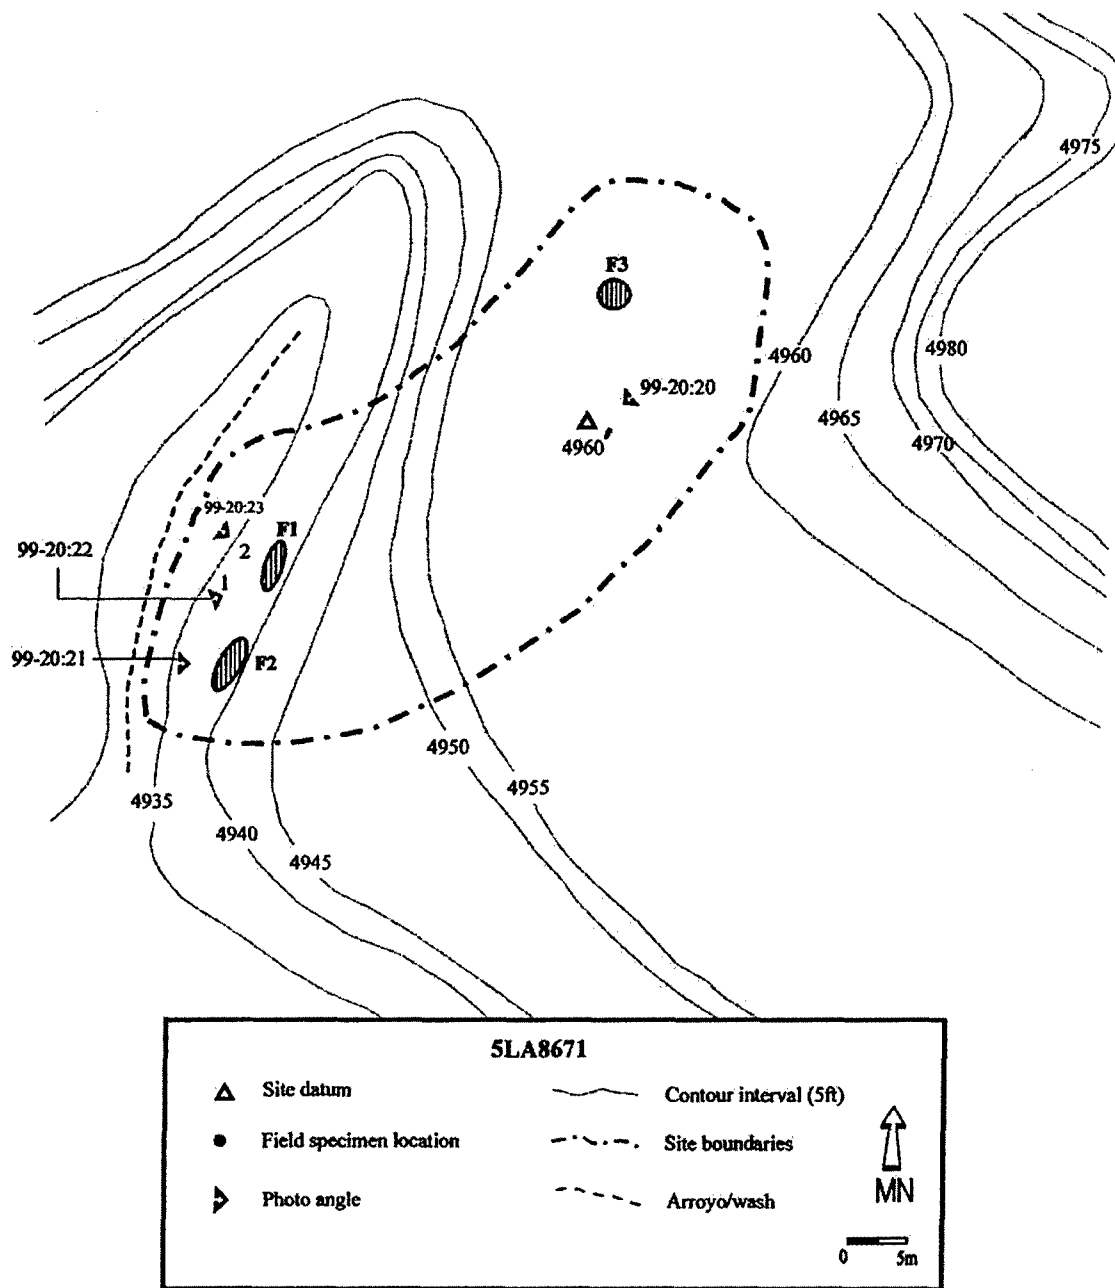 4975
F3
4960
4980
99-20:20
4965
4960
4970
99-20:23
F1
2
99-20:22
1
99-20:21
F2
4950
4955
4935
4940
4945
5LA8671
Site datum
Contour interval (5ft)
Field specimen location
Site boundaries
Photo angle
Arroyo/wash
MN
0 5m